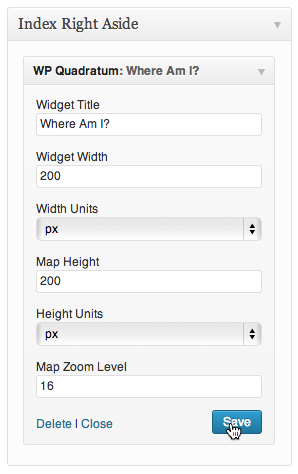 Index Right Aside
WP Quadratum: Where Am I?
Widget Title
Where Am I?
Widget Width
200
Width Units
px
Map Height
200
Height Units
px
Map Zoom Level
16
Delete | Close
Save